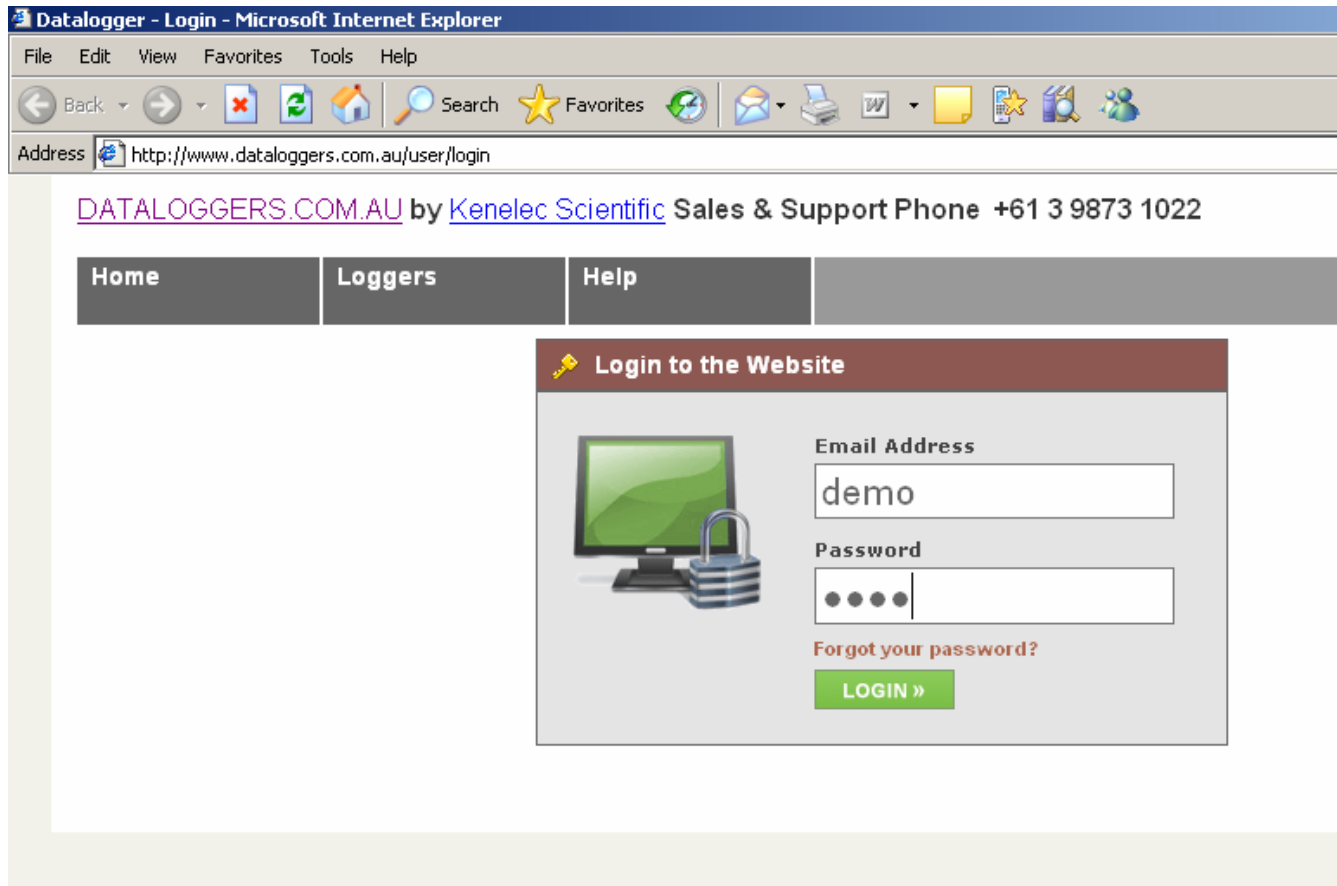 Datalogger - Login - Microsoft Internet Explorer
File Edit View Favorites Tools Help
Back Search Favorites
Address http://www.dataloggers.com.au/user/login
DATALOGGERS.COM.AU by Kenelec Scientific Sales & Support Phone +61 3 9873 1022
Home Loggers Help
Login to the Website
Email Address
demo
Password
••••
Forgot your password?
LOGIN »